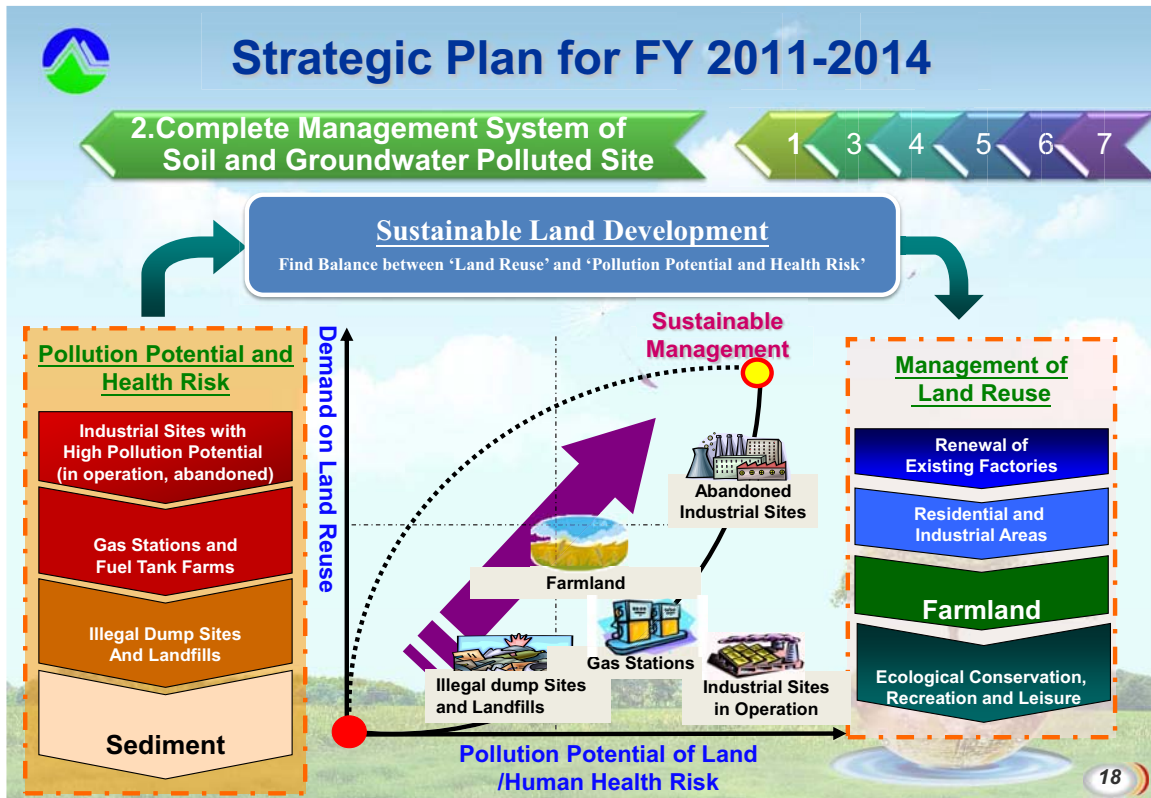 Strategic Plan for FY 2011-2014
2.Complete Management System of
Soil and Groundwater Polluted Site
1 3 4 5 6 7
Sustainable Land Development
Find Balance between ‘Land Reuse’ and ‘Pollution Potential and Health Risk’
Pollution Potential and
Health Risk
Industrial Sites with
High Pollution Potential
(in operation, abandoned)
Gas Stations and
Fuel Tank Farms
Illegal Dump Sites
And Landfills
Sediment
Demand on Land Reuse
Sustainable
Management
Abandoned
Industrial Sites
Farmland
Gas Stations
Illegal dump Sites
and Landfills
Industrial Sites
in Operation
Pollution Potential of Land
/Human Health Risk
Management of
Land Reuse
Renewal of
Existing Factories
Residential and
Industrial Areas
Farmland
Ecological Conservation,
Recreation and Leisure
18